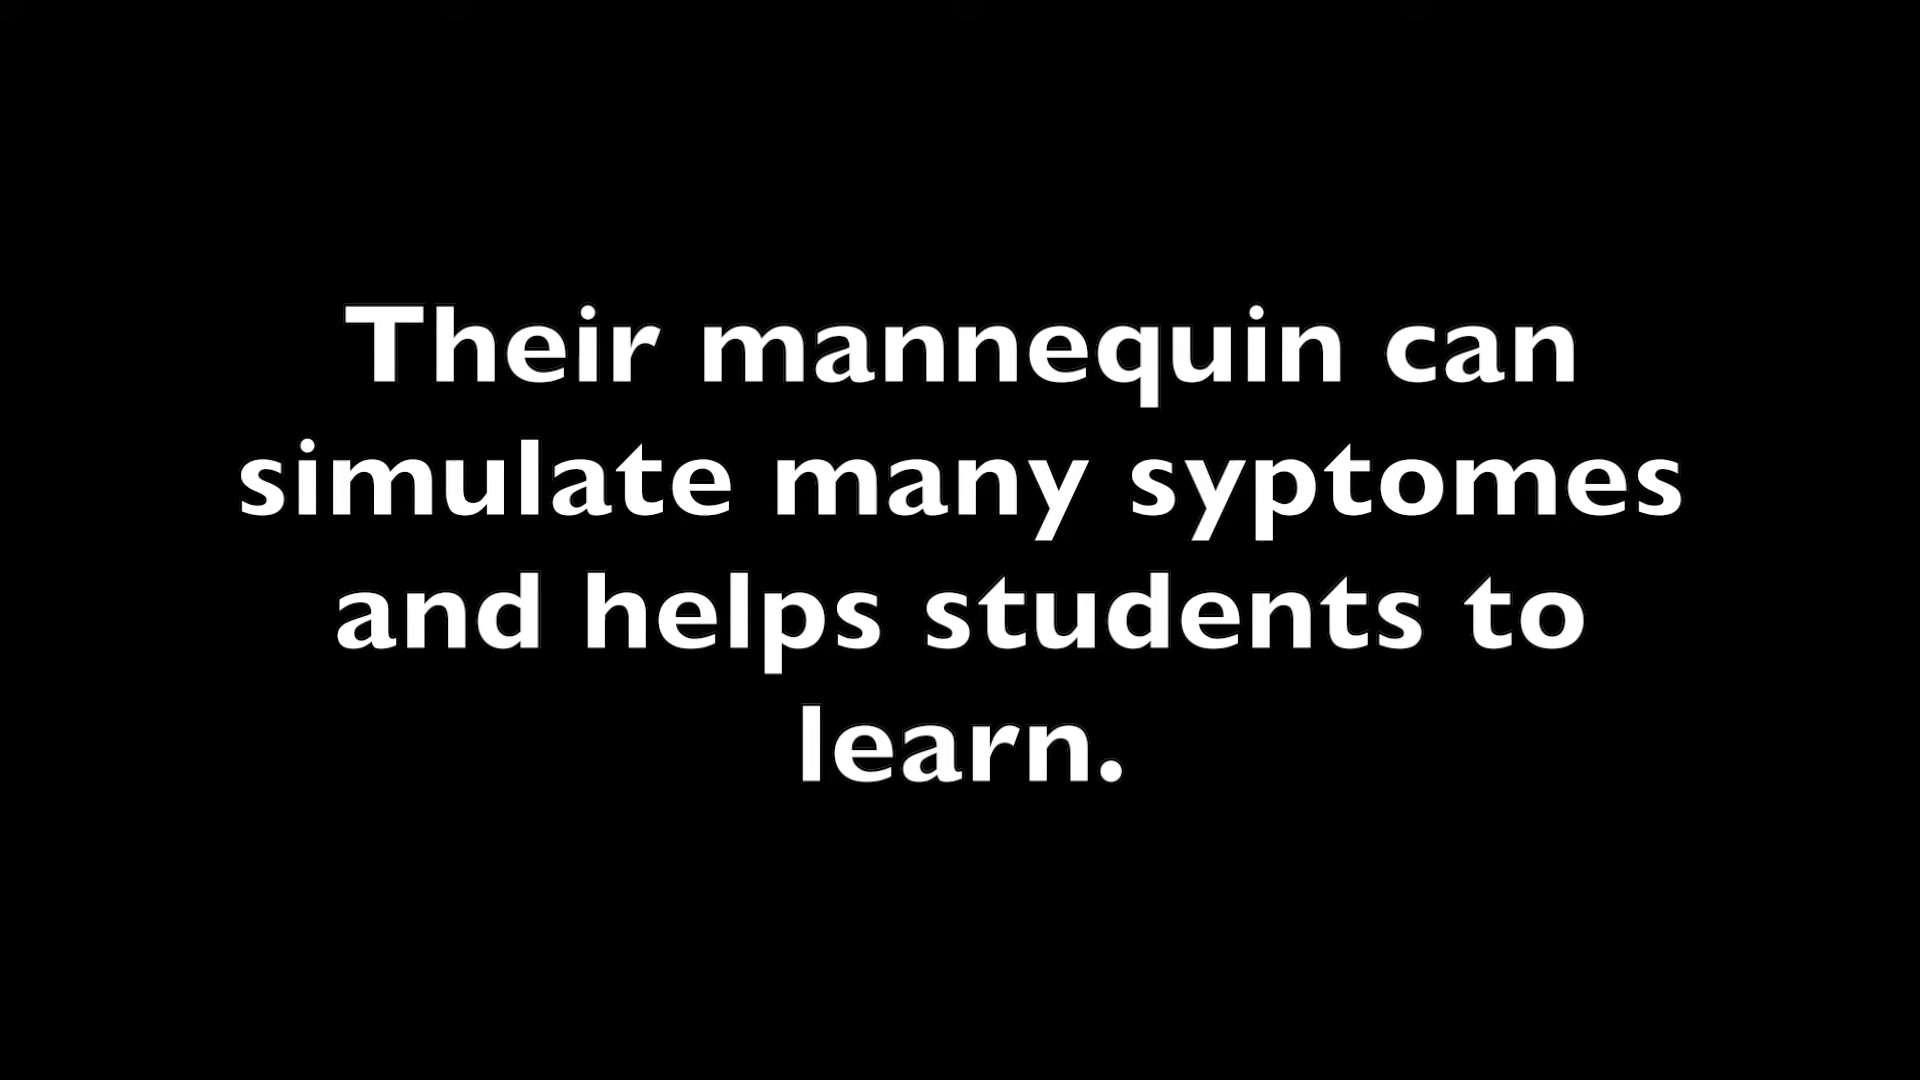 Their mannequin can
simulate many syptomes
and helps students to
learn.